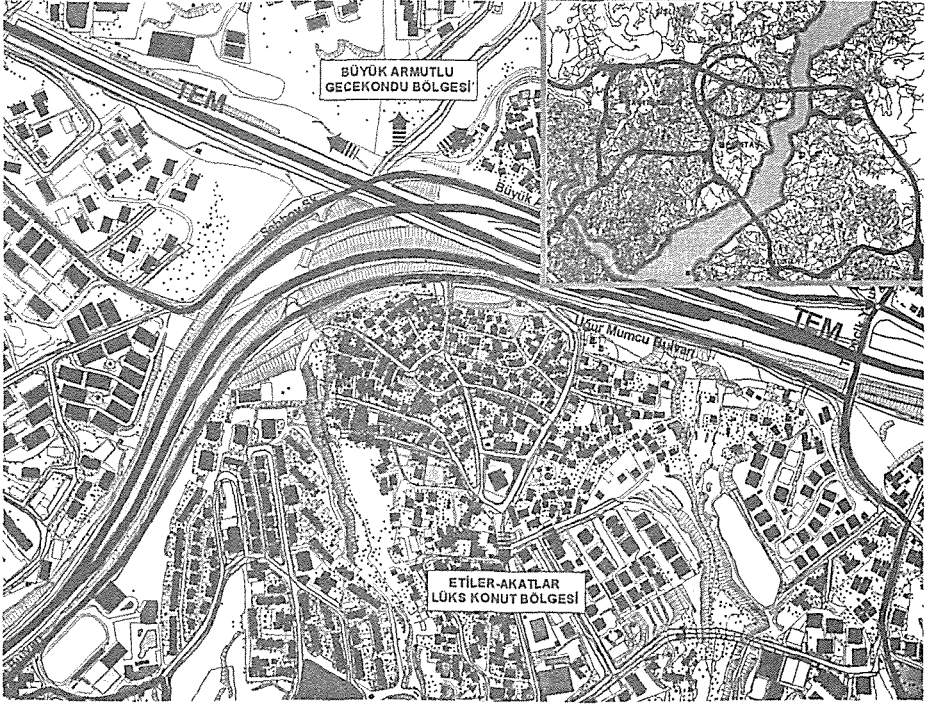 BÜYÜK ARMUTLU
GECEKONDU BÖLGESİ
TEM
Büyük
TEM
Uğur Mumcu Bulvarı
ETİLER-AKATLAR
LÜKS KONUT BÖLGESİ